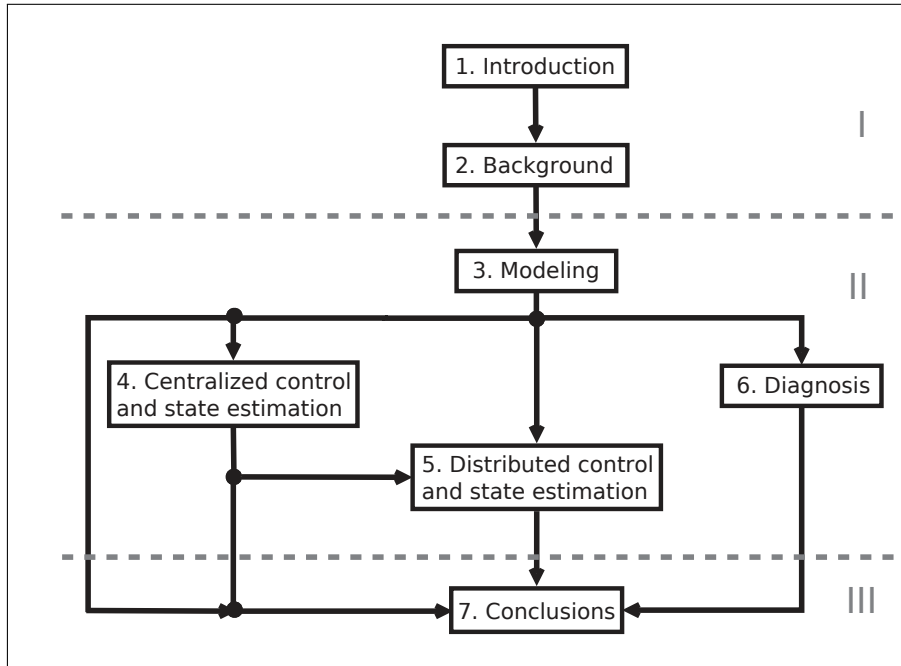 1. Introduction
I
2. Background
3. Modeling
II
4. Centralized control
and state estimation
6. Diagnosis
5. Distributed control
and state estimation
7. Conclusions
III